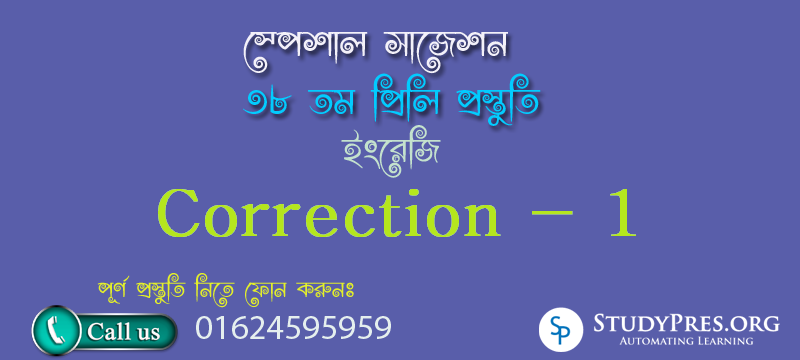 স্পেশাল সাজেশন
৩৮ তম প্রিলি প্রস্তুতি
ইংরেজি
Correction - 1
পূর্ণ প্রস্তুতি নিতে ফোন করুনঃ
Call us 01624595959
SP STUDYPRES.ORG
AUTOMATING LEARNING